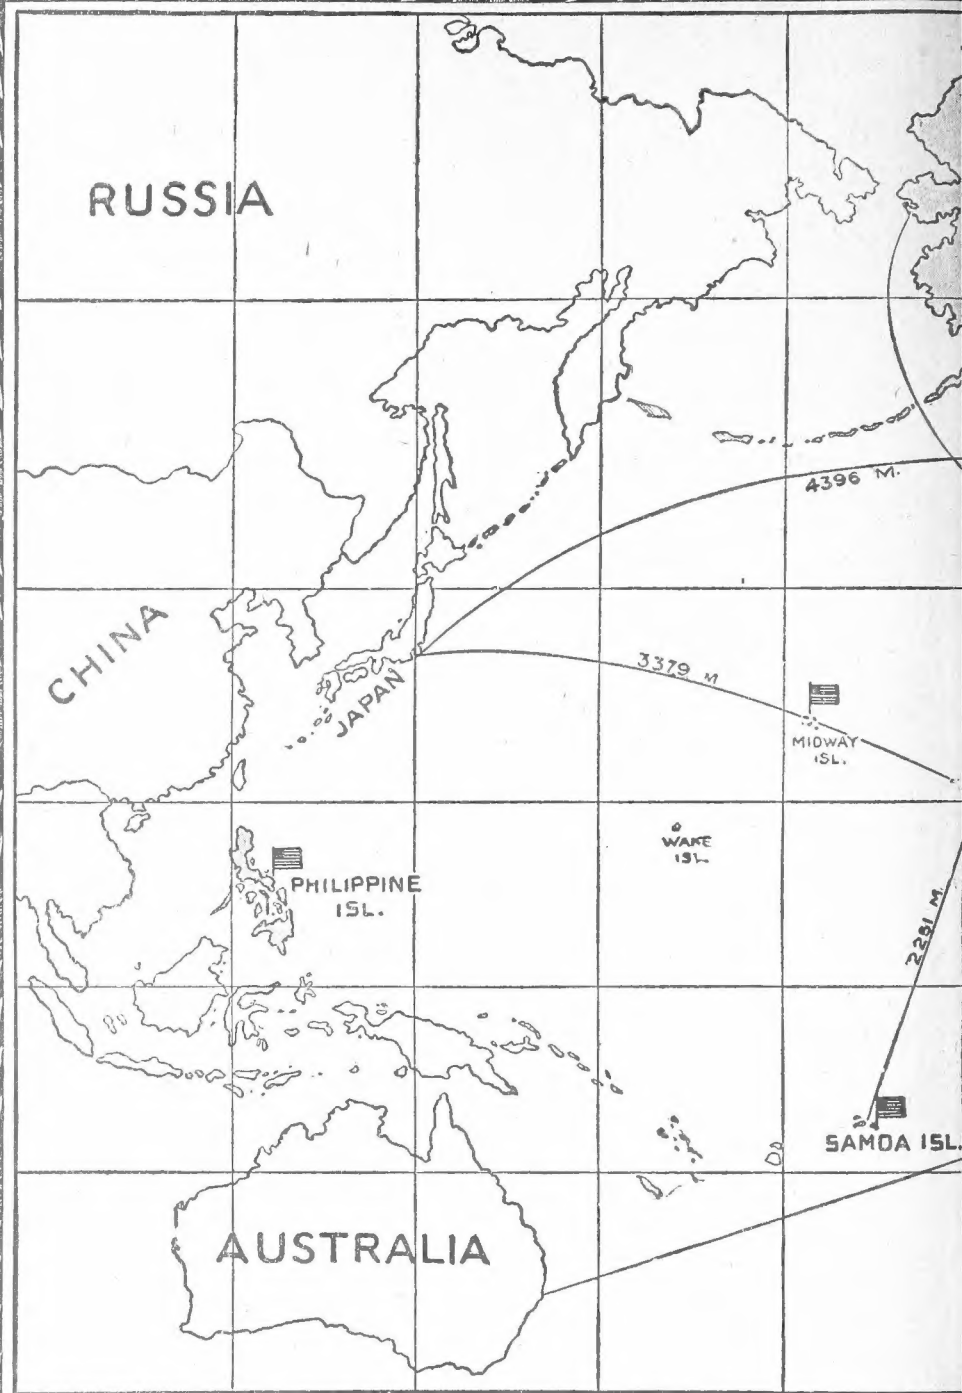 RUSSIA
4396 M.
CHINA
3379 M
JAPAN
MIDWAY
ISL.
WAKE
ISL
PHILIPPINE
ISL.
2281 M.
SAMOA ISL.
AUSTRALIA